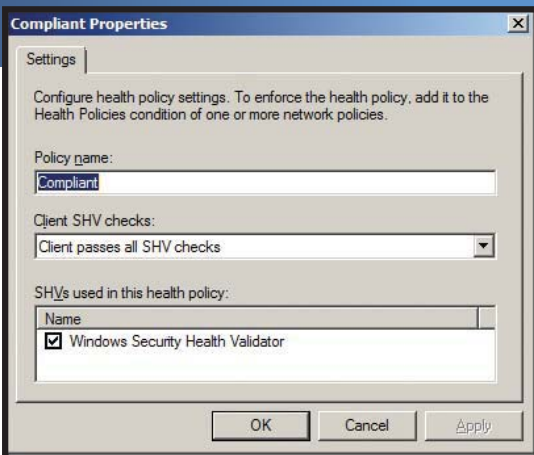 Compliant Properties
Settings
Configure health policy settings. To enforce the health policy, add it to the
Health Policies condition of one or more network policies.
Policy name:
Compliant
Client SHV checks:
Client passes all SHV checks
SHVs used in this health policy:
Name
Windows Security Health Validator
OK Cancel Apply